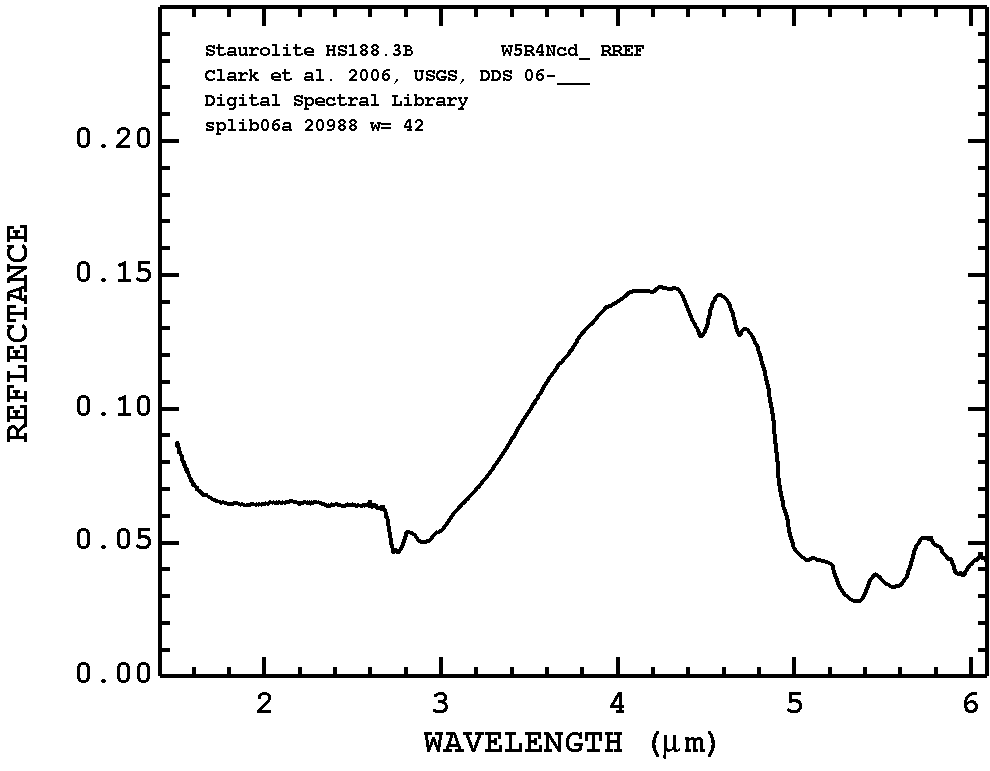 Staurolite HS188.3B W5R4Ncd_ RREF
Clark et al. 2006, USGS, DDS 06-___
Digital Spectral Library
splib06a 20988 w= 42
REFLECTANCE
0.20
0.15
0.10
0.05
0.00
2 3 4 5 6
WAVELENGTH (μm)